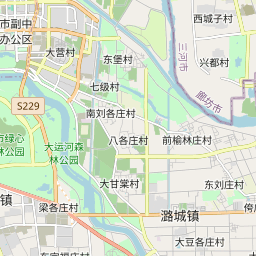 西城子村
市副中
办公区
大营村
东堡村
三河市
兴都村
七级村
廊坊市
S229
南刘各庄村
八各庄村
前榆林庄村
市绿心
林公园
大运河森
林公园
大甘棠村
东刘庄村
镇
梁各庄村
潞城镇
大豆各庄村